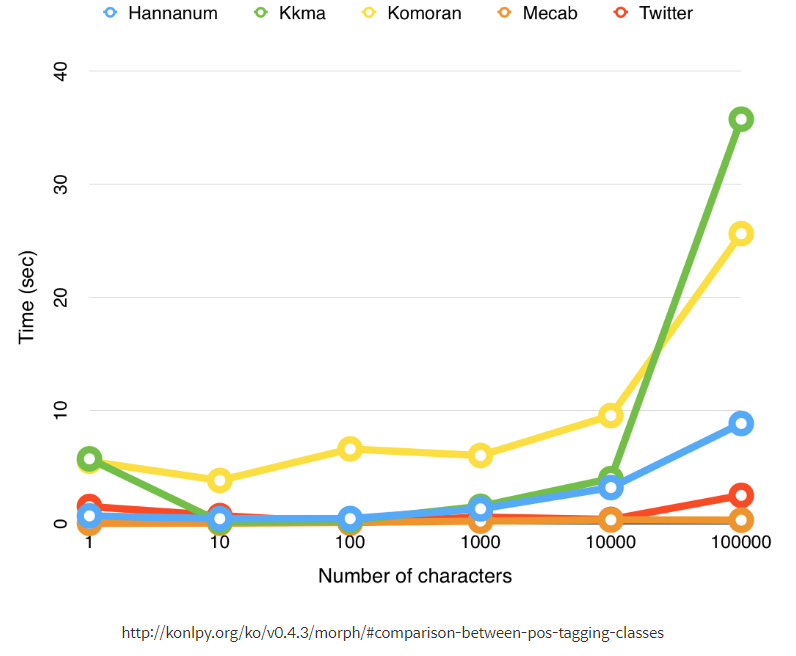 Hannanum Kkma Komoran Mecab Twitter
40
30
20
10
0
Time (sec)
1 10 100 1000 10000 100000
Number of characters
http://konlpy.org/ko/v0.4.3/morph/#comparison-between-pos-tagging-classes